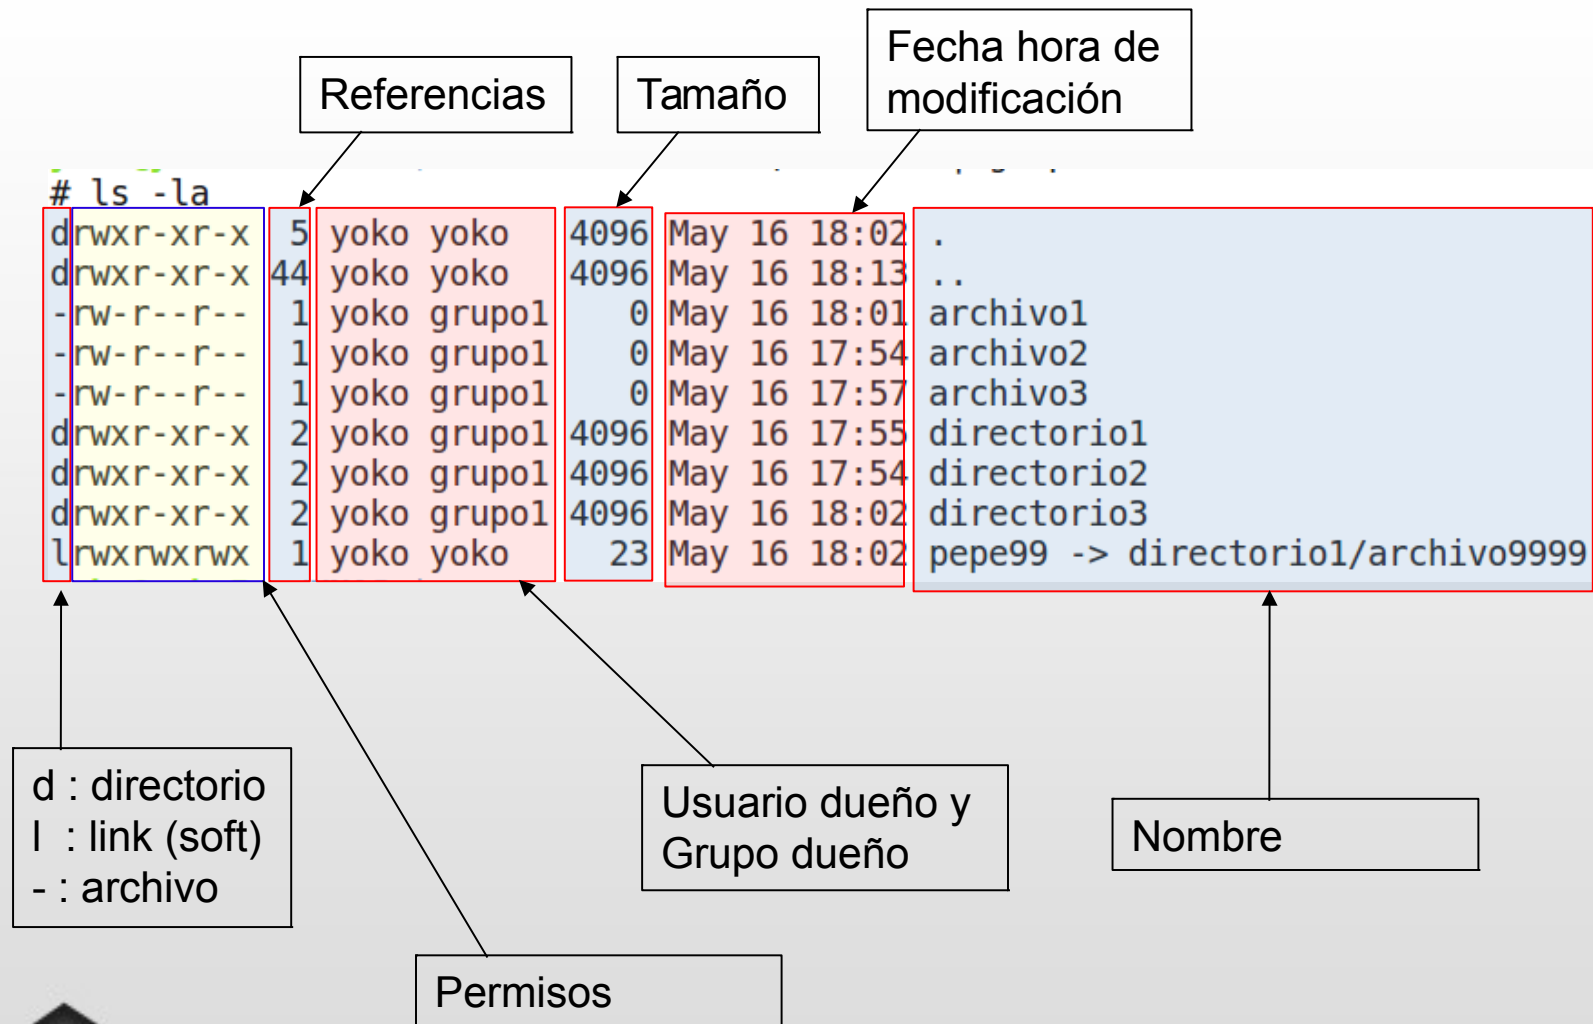 Fecha hora de
modificación
Referencias
Tamaño
# ls -la
drwxr-xr-x 5 yoko yoko 4096 May 16 18:02 .
drwxr-xr-x 44 yoko yoko 4096 May 16 18:13 ..
-rw-r--r-- 1 yoko grupo1 0 May 16 18:01 archivo1
-rw-r--r-- 1 yoko grupo1 0 May 16 17:54 archivo2
-rw-r--r-- 1 yoko grupo1 0 May 16 17:57 archivo3
drwxr-xr-x 2 yoko grupo1 4096 May 16 17:55 directorio1
drwxr-xr-x 2 yoko grupo1 4096 May 16 17:54 directorio2
drwxr-xr-x 2 yoko grupo1 4096 May 16 18:02 directorio3
lrwxrwxrwx 1 yoko yoko 23 May 16 18:02 pepe99 -> directorio1/archivo9999
d : directorio
l : link (soft)
- : archivo
Usuario dueño y
Grupo dueño
Nombre
Permisos